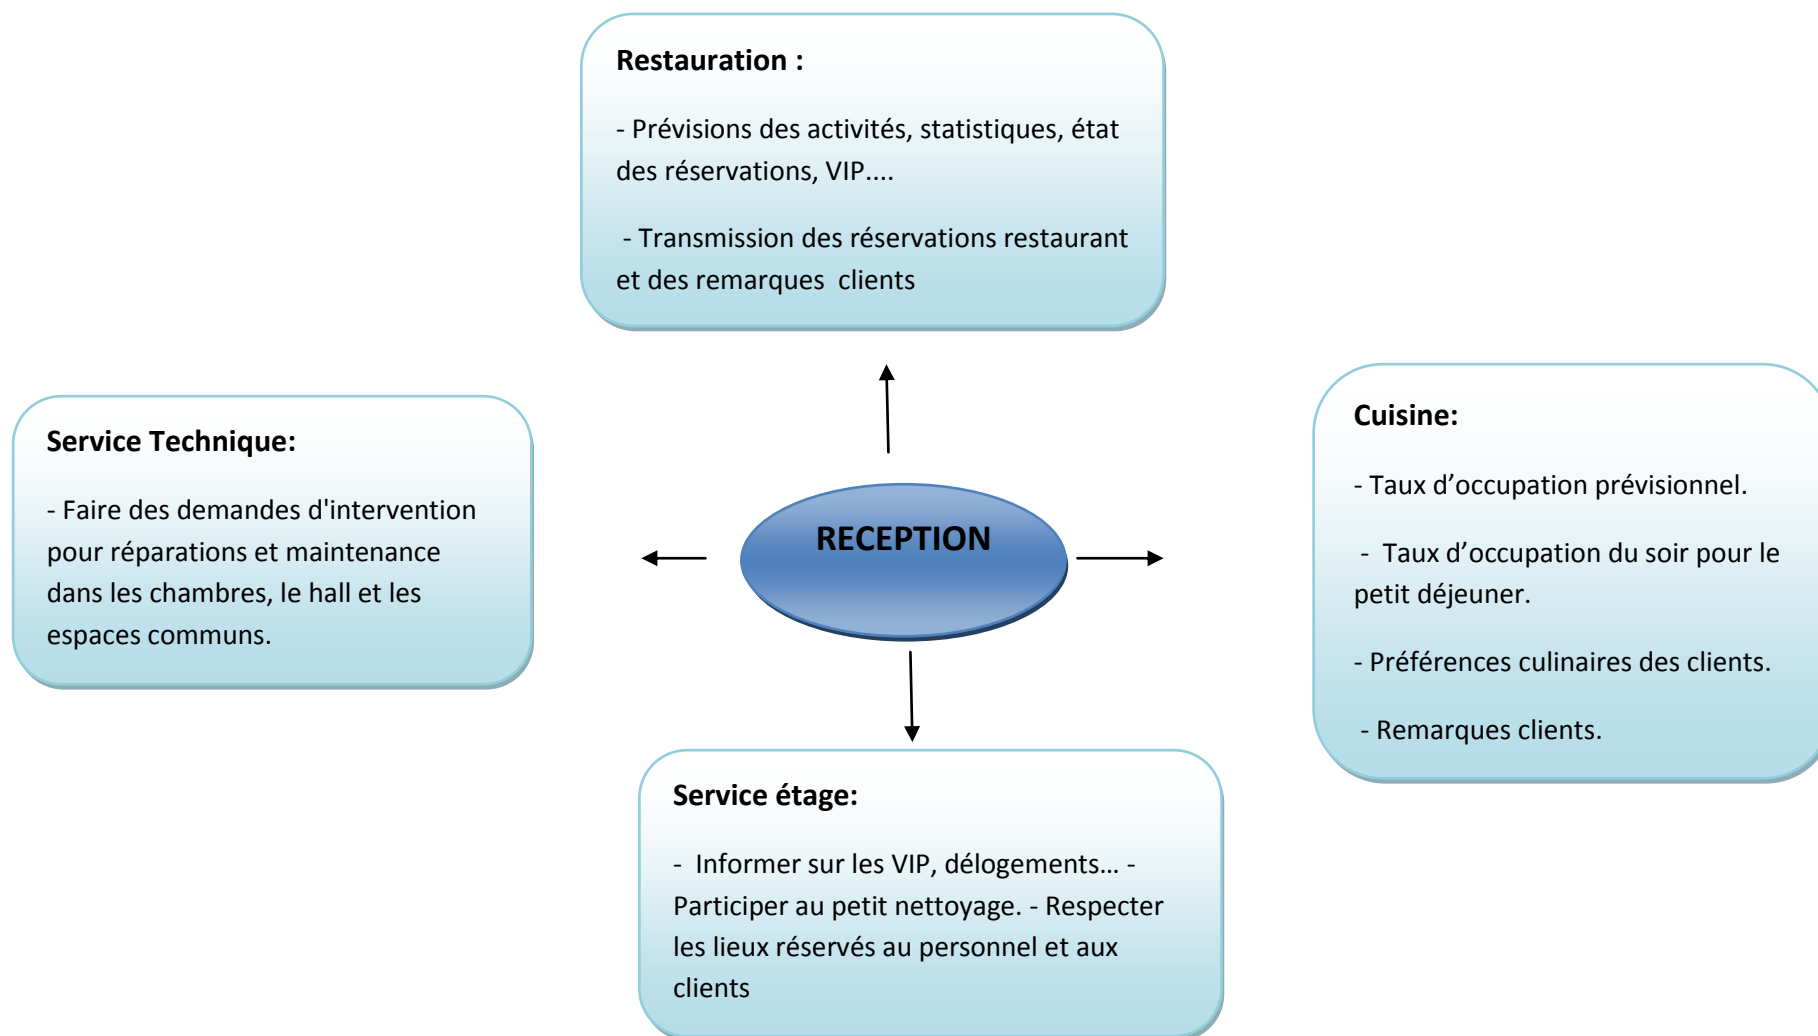 Restauration :
- Prévisions des activités, statistiques, état
des réservations, VIP....
- Transmission des réservations restaurant
et des remarques  clients
Service Technique:
- Faire des demandes d'intervention
pour réparations et maintenance
dans les chambres, le hall et les
espaces communs.
RECEPTION
Cuisine:
- Taux d’occupation prévisionnel.
-  Taux d’occupation du soir pour le
petit déjeuner.
- Préférences culinaires des clients.
- Remarques clients.
Service étage:
-  Informer sur les VIP, délogements… -
Participer au petit nettoyage. - Respecter
les lieux réservés au personnel et aux
clients